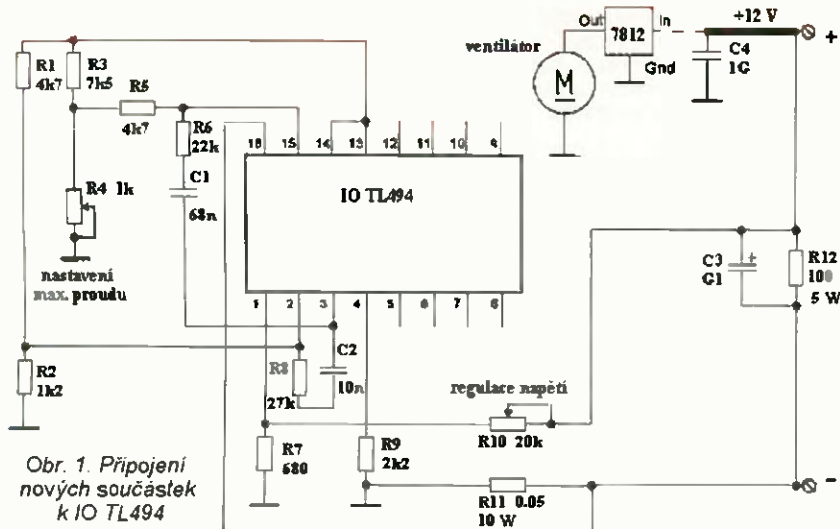 R1
4k7
R3
7k5
R5
4k7
R6
22k
C1
68n
R4 1k
nastavení
max. proudu
R2
1k2
16
15
14
13
12
11
10
9
IO TL494
1
2
3
4
5
6
7
8
R8
27k
C2
10n
R7
680
R9
2k2
regulace napětí
R10 20k
R11 0.05
10 W
ventilátor
M
Out
In
7812
Gnd
+12 V
+
C4
1G
C3
G1
+
R12
100
5 W
-
Obr. 1. Připojení
nových součástek
k IO TL494